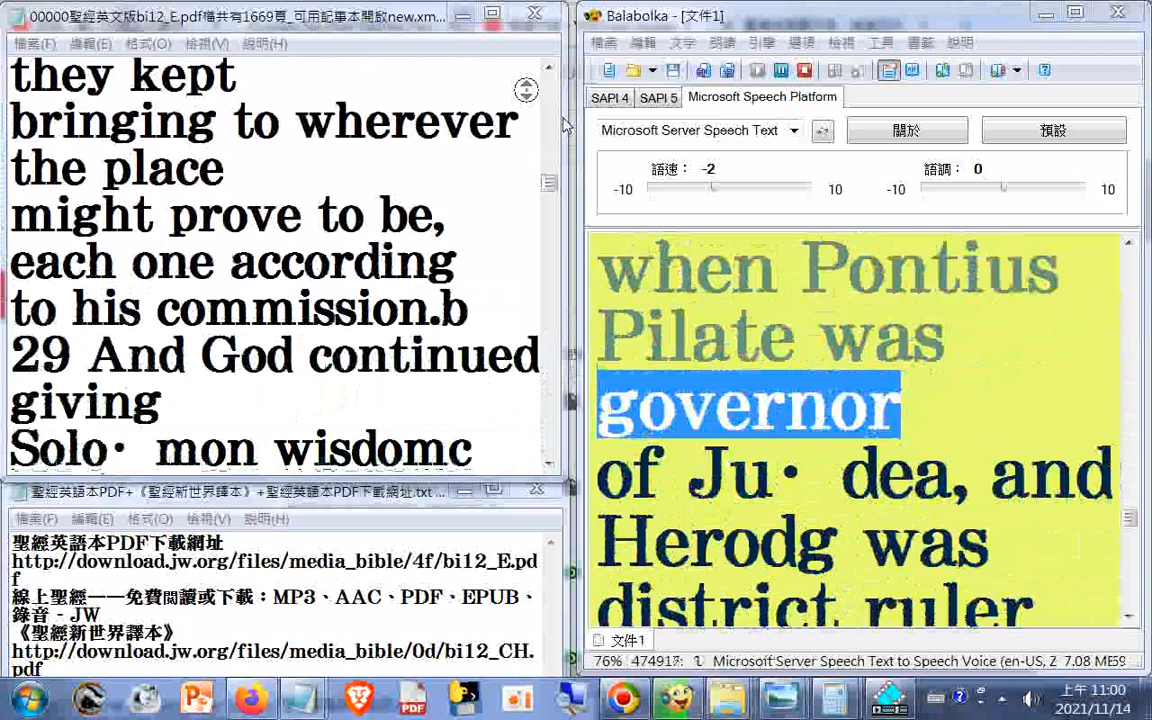 00000聖經英文版bi12_E.pdf檔共有1669頁_可用記事本開啟new.xm...
檔案(F) 編輯(E) 格式(O) 檢視(V) 說明(H)
they kept
bringing to wherever
the place
might prove to be,
each one according
to his commission.b
29 And God continued
giving
Solo· mon wisdomc
聖經英語本PDF+《聖經新世界譯本》+聖經英語本PDF下載網址.txt ...
檔案(F) 編輯(E) 格式(O) 檢視(V) 說明(H)
聖經英語本PDF下載網址
http://download.jw.org/files/media_bible/4f/bi12_E.pd
f
線上聖經——免費閱讀或下載：MP3、AAC、PDF、EPUB、
錄音 - JW
《聖經新世界譯本》
http://download.jw.org/files/media_bible/0d/bi12_CH.
pdf
Balabolka - [文件1]
檔案 編輯 文字 朗讀 引擎 選項 檢視 工具 書籤 說明
SAPI 4 SAPI 5 Microsoft Speech Platform
Microsoft Server Speech Text 關於 預設
語速： -2 語調： 0
-10 10 -10 10
when Pontius
Pilate was
governor
of Ju· dea, and
Herodg was
district ruler
文件1
76% 474917: Microsoft Server Speech Text to Speech Voice (en-US, Z 7.08 ME59
PDF
上午 11:00
2021/11/14